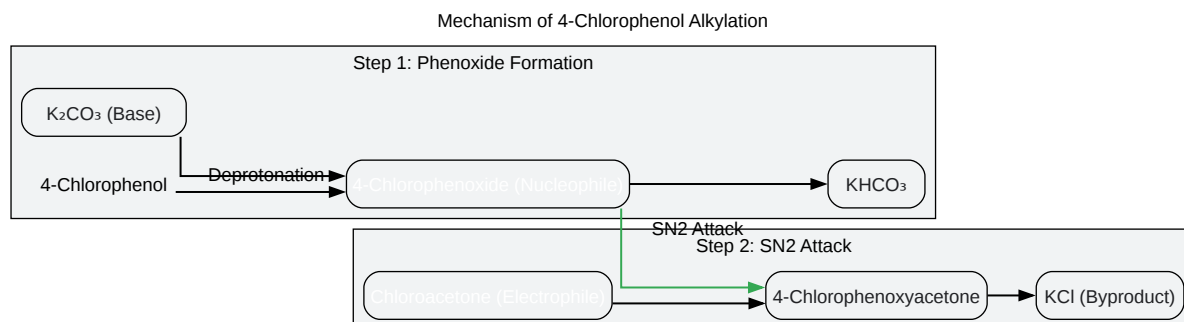 Mechanism of 4-Chlorophenol Alkylation
Step 1: Phenoxide Formation
K₂CO₃ (Base)
Deprotonation
4-Chlorophenol
4-Chlorophenoxide (Nucleophile)
KHCO₃
SN2 Attack
Step 2: SN2 Attack
Chloroacetone (Electrophile)
4-Chlorophenoxyacetone
KCl (Byproduct)